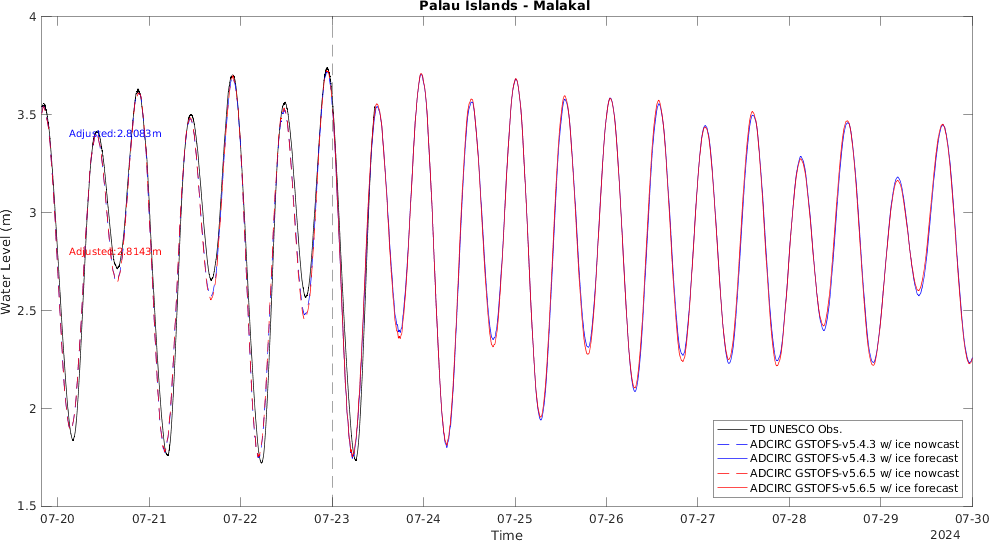 Palau Islands - Malakal
4
3.5
3
2.5
2
1.5
Water Level (m)
Adjusted:2.8083m
Adjusted:2.8143m
TD UNESCO Obs.
ADCIRC GSTOFS-v5.4.3 w/ ice nowcast
ADCIRC GSTOFS-v5.4.3 w/ ice forecast
ADCIRC GSTOFS-v5.6.5 w/ ice nowcast
ADCIRC GSTOFS-v5.6.5 w/ ice forecast
07-20 07-21 07-22 07-23 07-24 07-25 07-26 07-27 07-28 07-29 07-30
Time
2024